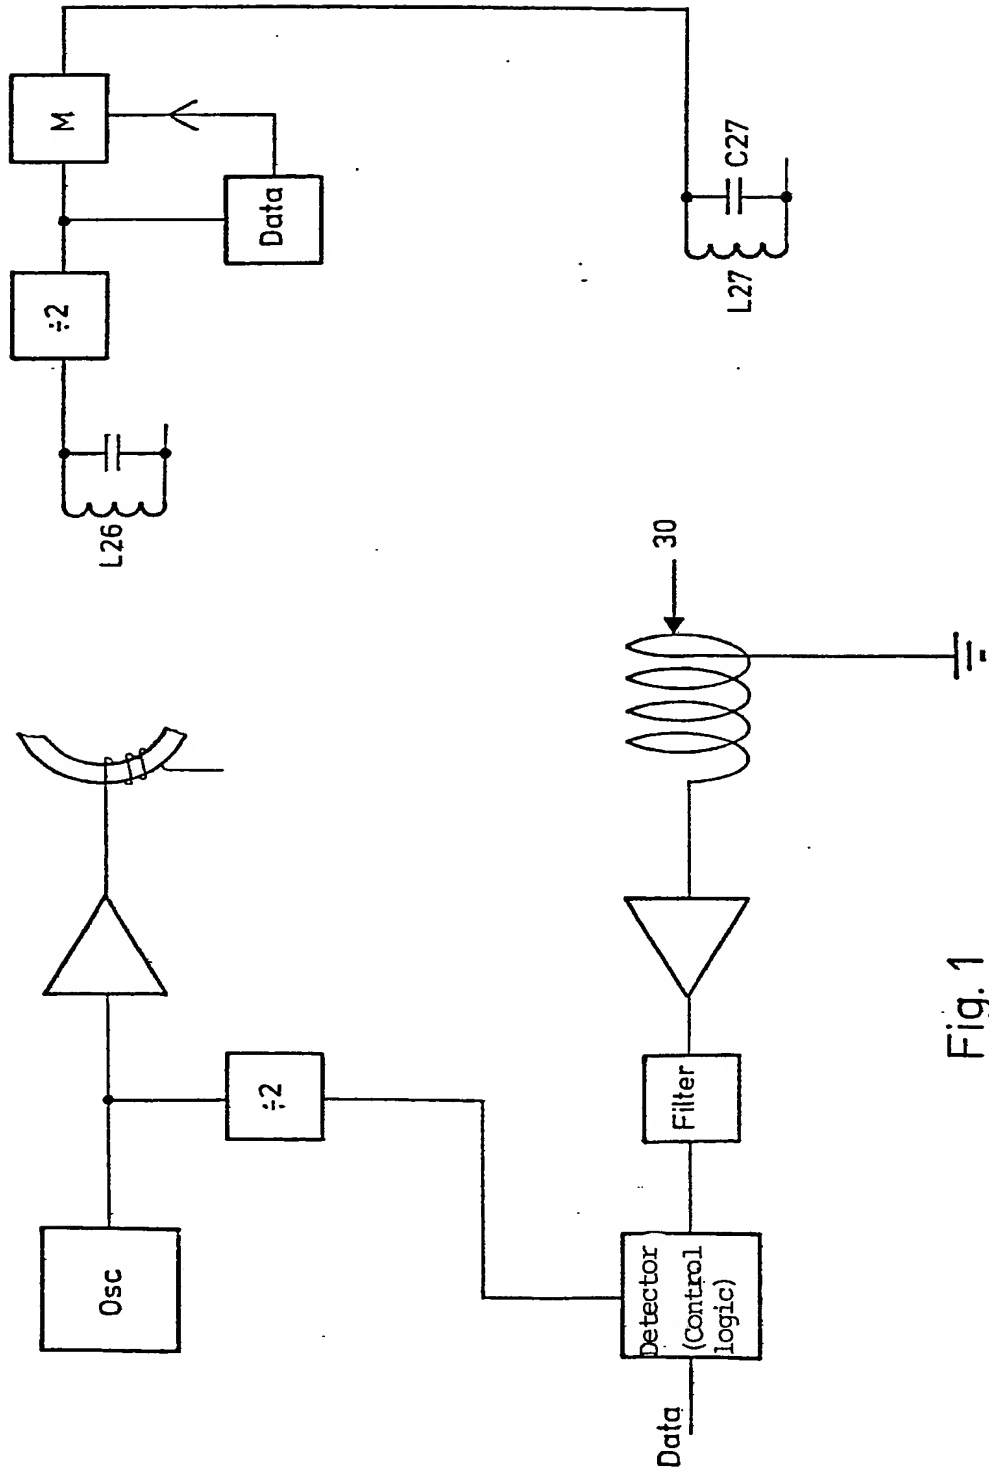 Osc
÷2
L26
÷2
M
Data
Data
Detector
(Control
logic)
Filter
30
L27
C27
Fig. 1